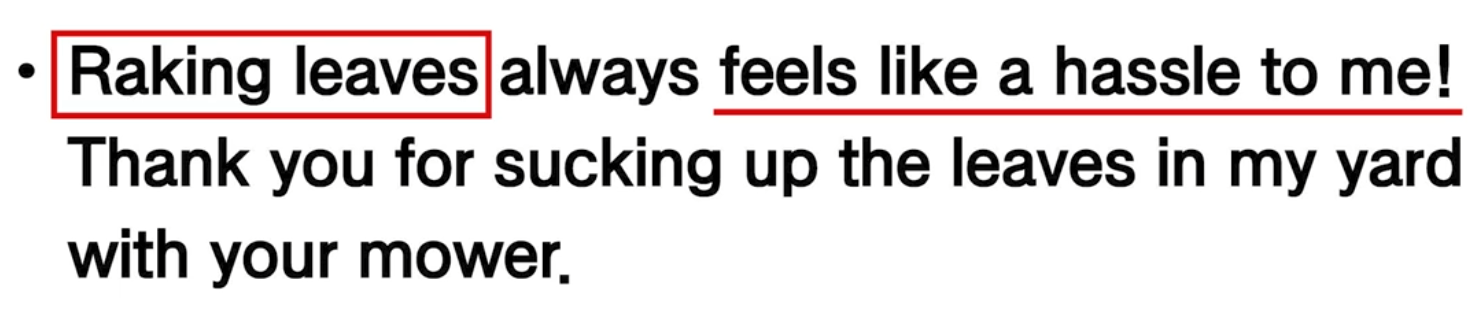 • Raking leaves always feels like a hassle to me!
Thank you for sucking up the leaves in my yard
with your mower.